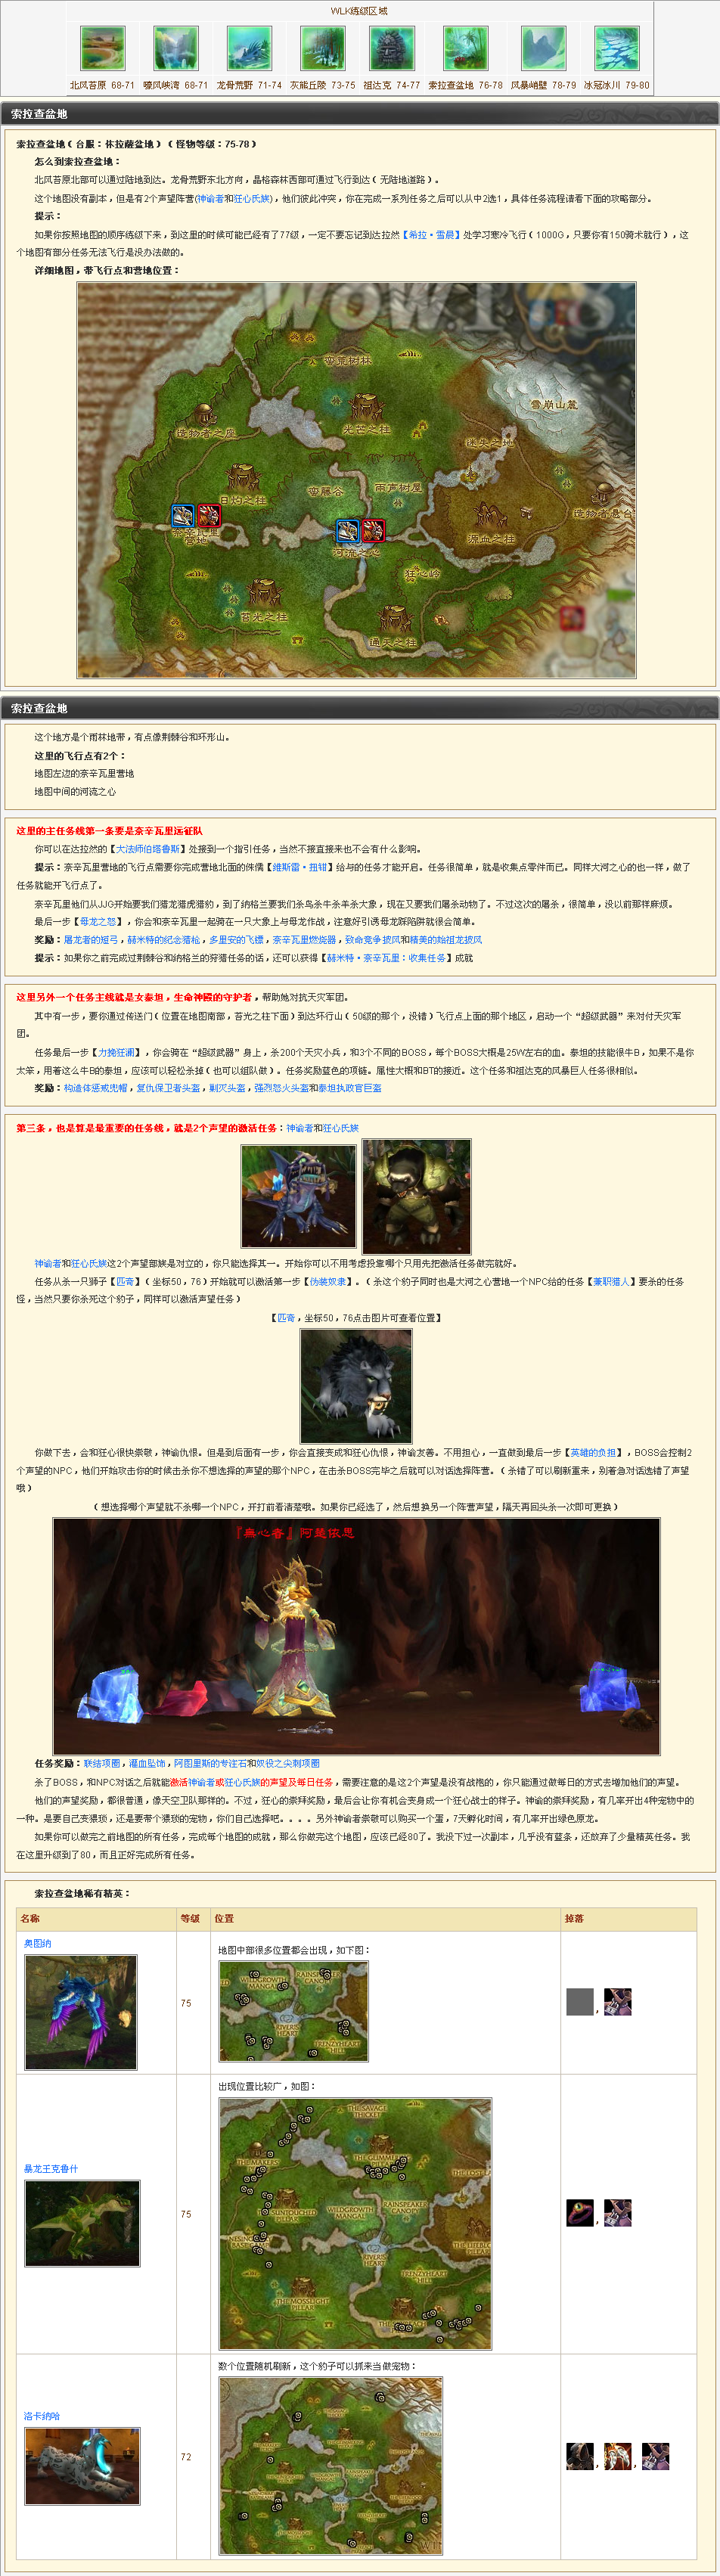 WLK练级区域
北风苔原 68-71 嚎风峡湾 68-71 龙骨荒野 71-74 灰熊丘陵 73-75 祖达克 74-77 索拉查盆地 76-78 风暴峭壁 78-79 冰冠冰川 79-80
索拉查盆地
索拉查盆地（台服：休拉薩盆地）（怪物等级：75-78）
怎么到索拉查盆地：
北风苔原北部可以通过陆地到达。龙骨荒野东北方向，晶格森林西部可通过飞行到达（无陆地道路）。
这个地图没有副本，但是有2个声望阵营(神谕者和狂心氏族)，他们彼此冲突，你在完成一系列任务之后可以从中2选1，具体任务流程请看下面的攻略部分。
提示：
如果你按照地图的顺序练级下来，到这里的时候可能已经有了77级，一定不要忘记到达拉然【希拉·雪晨】处学习寒冷飞行（1000G，只要你有150骑术就行），这
个地图有部分任务无法飞行是没办法做的。
详细地图，带飞行点和营地位置：
蛮荒树林
雪崩山麓
造物者之座
光芒之柱
迷失之地
日灼之柱
蛮藤谷
雨声树屋
造物者悬台
营地
河流之心
源血之柱
狂心岭
苔光之柱
通天之柱
索拉查盆地
这个地方是个雨林地带，有点像荆棘谷和环形山。
这里的飞行点有2个：
地图左边的奈辛瓦里营地
地图中间的河流之心
这里的主任务线第一条要是奈辛瓦里远征队
你可以在达拉然的【大法师伯塔鲁斯】处接到一个指引任务，当然不接直接来也不会有什么影响。
提示：奈辛瓦里营地的飞行点需要你完成营地北面的侏儒【维斯雷·扭钳】给与的任务才能开启。任务很简单，就是收集点零件而已。同样大河之心的也一样，做了
任务就能开飞行点了。
奈辛瓦里他们从JJG开始要我们猎龙猎虎猎豹，到了纳格兰要我们杀鸟杀牛杀羊杀大象，现在又要我们屠杀动物了。不过这次的屠杀，很简单，没以前那样麻烦。
最后一步【母龙之怒】，你会和奈辛瓦里一起骑在一只大象上与母龙作战，注意好引诱母龙踩陷阱就很会简单。
奖励：屠龙者的短弓，赫米特的纪念猎枪，多里安的飞镖，奈辛瓦里燃烧器，致命竞争披风和精美的始祖龙披风
提示：如果你之前完成过荆棘谷和纳格兰的狩猎任务的话，还可以获得【赫米特·奈辛瓦里：收集任务】成就
这里另外一个任务主线就是女泰坦，生命神殿的守护者，帮助她对抗天灾军团。
其中有一步，要你通过传送门（位置在地图南部，苔光之柱下面）到达环行山（50级的那个，没错）飞行点上面的那个地区，启动一个“超级武器”来对付天灾军
团。
任务最后一步【力挽狂澜】，你会骑在“超级武器”身上，杀200个天灾小兵，和3个不同的BOSS，每个BOSS大概是25W左右的血。泰坦的技能很牛B，如果不是你
太笨，用着这么牛B的泰坦，应该可以轻松杀掉（也可以组队做）。任务奖励蓝色的项链。属性大概和BT的接近。这个任务和祖达克的风暴巨人任务很相似。
奖励：构造体惩戒兜帽，复仇保卫者头盔，剿灭头盔，强烈怒火头盔和泰坦执政官巨盔
第三条，也是算是最重要的任务线，就是2个声望的激活任务：神谕者和狂心氏族
神谕者和狂心氏族这2个声望部族是对立的，你只能选择其一。开始你可以不用考虑投靠哪个只用先把激活任务做完就好。
任务从杀一只狮子【匹奇】（坐标50，76）开始就可以激活第一步【伪装奴隶】。（杀这个豹子同时也是大河之心营地一个NPC给的任务【兼职猎人】要杀的任务
怪，当然只要你杀死这个豹子，同样可以激活声望任务）
【匹奇，坐标50，76点击图片可查看位置】
你做下去，会和狂心很快崇敬，神谕仇恨。但是到后面有一步，你会直接变成和狂心仇恨，神谕友善。不用担心，一直做到最后一步【英雄的负担】，BOSS会控制2
个声望的NPC，他们开始攻击你的时候击杀你不想选择的声望的那个NPC，在击杀BOSS完毕之后就可以对话选择阵营。（杀错了可以刷新重来，别着急对话选错了声望
哦）
（想选择哪个声望就不杀哪一个NPC，开打前看清楚哦。如果你已经选了，然后想换另一个阵营声望，隔天再回头杀一次即可更换）
『無心者』阿楚依思
任务奖励：联结项圈，灌血坠饰，阿图里斯的专注石和奴役之尖刺项圈
杀了BOSS，和NPC对话之后就能激活神谕者或狂心氏族的声望及每日任务，需要注意的是这2个声望是没有战袍的，你只能通过做每日的方式去增加他们的声望。
他们的声望奖励，都很普通，像天空卫队那样的。不过，狂心的崇拜奖励，最后会让你有机会变身成一个狂心战士的样子。神谕的崇拜奖励，有几率开出4种宠物中的
一种。是要自己变猥琐，还是要带个猥琐的宠物，你们自己选择吧。。。。另外神谕者崇敬可以购买一个蛋，7天孵化时间，有几率开出绿色原龙。
如果你可以做完之前地图的所有任务，完成每个地图的成就，那么你做完这个地图，应该已经80了。我没下过一次副本，几乎没有蓝条，还放弃了少量精英任务。我
在这里升级到了80，而且正好完成所有任务。
索拉查盆地稀有精英：
名称 等级 位置 掉落
奥图纳
75
地图中部很多位置都会出现，如下图：
WILDGROWTH MANGAL
RAINSPEAKER CANOPY
RIVER'S HEART
FRENZYHEART HILL
，
暴龙王克鲁什
75
出现位置比较广，如图：
THE SAVAGE THICKET
WILDGROWTH MANGAL
RAINSPEAKER CANOPY
RIVER'S HEART
FRENZYHEART HILL
THE MOSSLIGHT PILLAR
，
洛卡纳哈
72
数个位置随机刷新，这个豹子可以抓来当做宠物：
，，